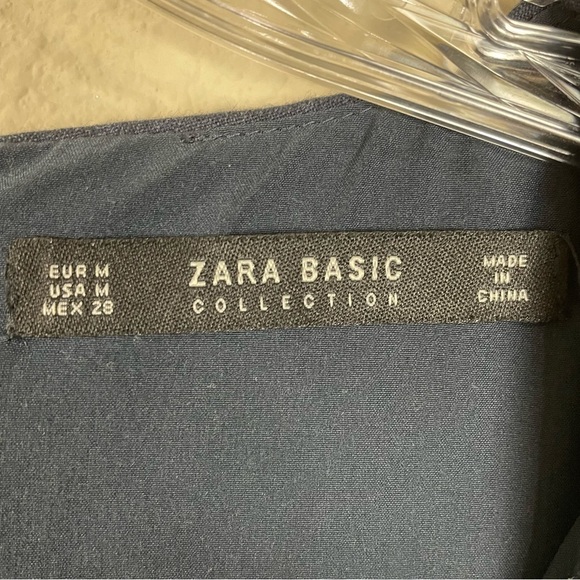 EUR M
USA M
MEX 28
ZARA BASIC
COLLECTION
MADE
IN
CHINA